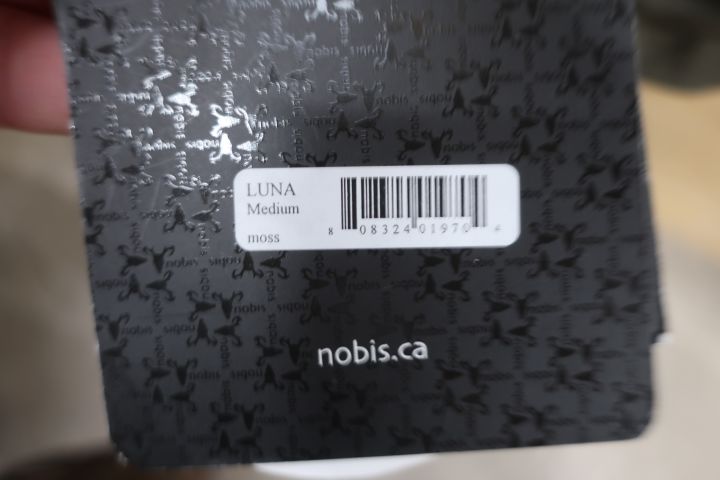 LUNA
Medium
moss
8 08324 01970 4
nobis.ca